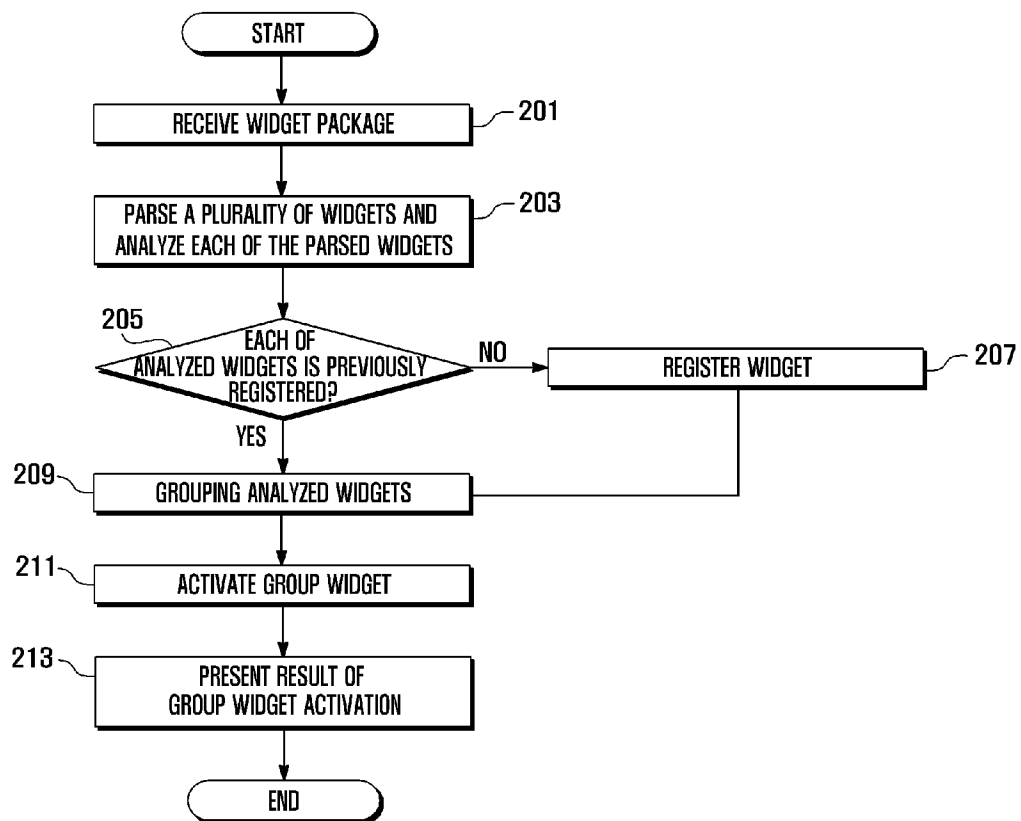 START
RECEIVE WIDGET PACKAGE
201
PARSE A PLURALITY OF WIDGETS AND
ANALYZE EACH OF THE PARSED WIDGETS
203
205
EACH OF
ANALYZED WIDGETS IS PREVIOUSLY
REGISTERED?
NO
REGISTER WIDGET
207
YES
209
GROUPING ANALYZED WIDGETS
211
ACTIVATE GROUP WIDGET
213
PRESENT RESULT OF
GROUP WIDGET ACTIVATION
END